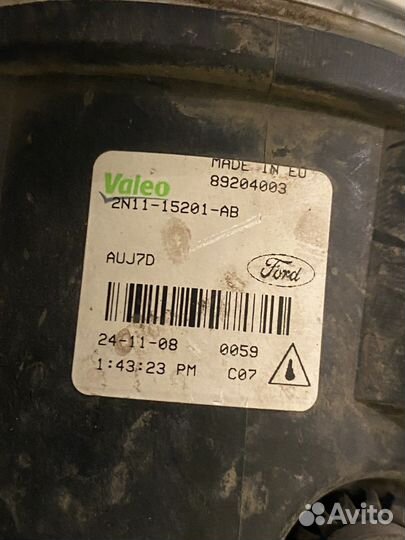 MADE IN EU
Valeo 89204003
2N11-15201-AB
AUJ7D
Ford
24-11-08 0059
1:43:23 PM C07
Avito